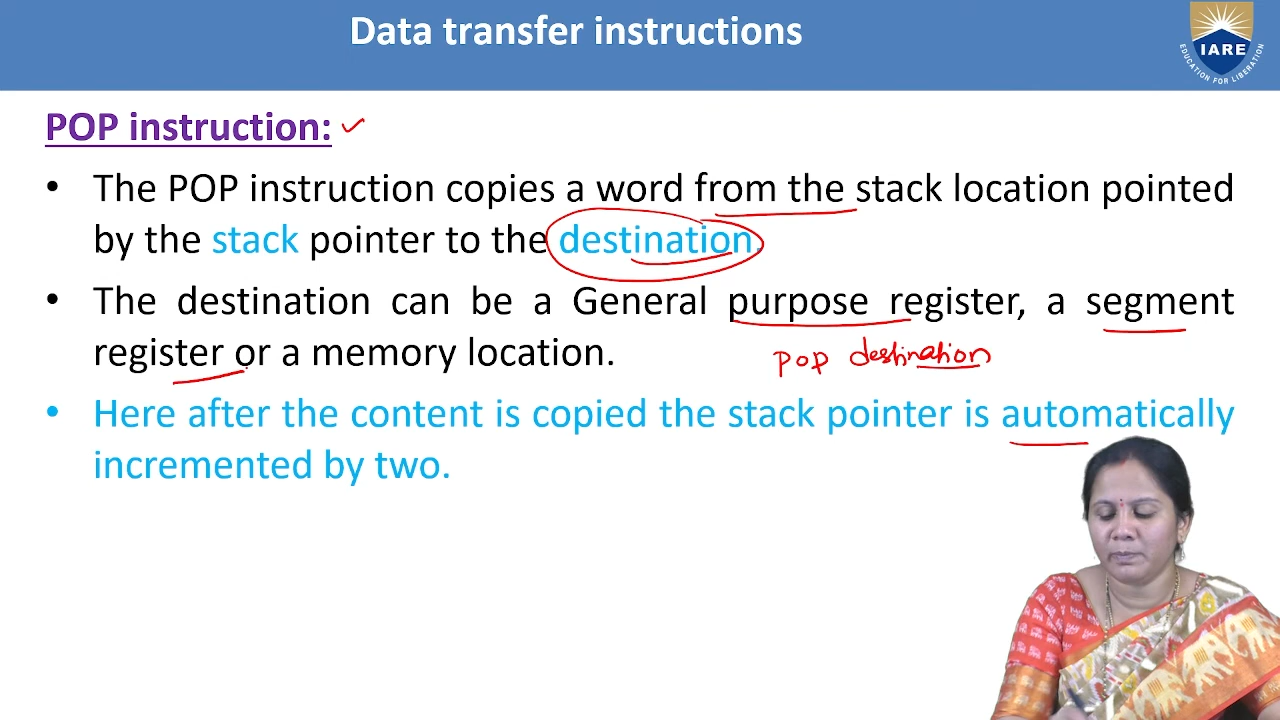 Data transfer instructions
IARE
EDUCATION FOR LIBERATION
POP instruction:
• The POP instruction copies a word from the stack location pointed
by the stack pointer to the destination.
• The destination can be a General purpose register, a segment
register or a memory location.
POP destination
• Here after the content is copied the stack pointer is automatically
incremented by two.